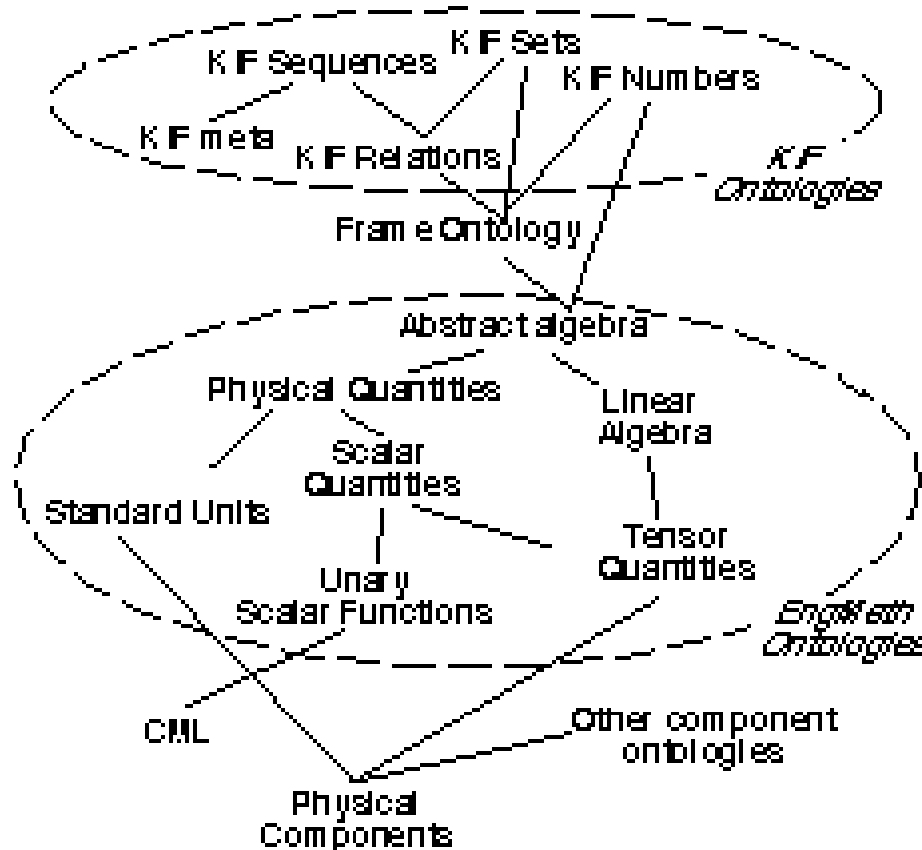 KIF Sets
KIF Sequences
KIF Numbers
KIF meta
KIF Relations
KIF
Ontologies
Frame Ontology
Abstract algebra
Physical Quantities
Linear
Algebra
Scalar
Quantities
Standard Units
Tensor
Quantities
Unary
Scalar Functions
EngMath
Ontologies
CML
Other component
ontologies
Physical
Components